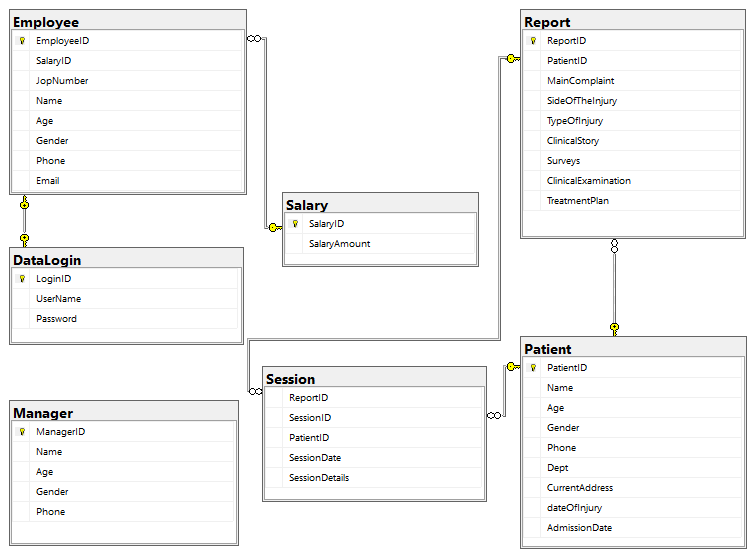 Employee
EmployeeID
SalaryID
JopNumber
Name
Age
Gender
Phone
Email
Salary
SalaryID
SalaryAmount
DataLogin
LoginID
UserName
Password
Manager
ManagerID
Name
Age
Gender
Phone
Session
ReportID
SessionID
PatientID
SessionDate
SessionDetails
Report
ReportID
PatientID
MainComplaint
SideOfTheInjury
TypeOfInjury
ClinicalStory
Surveys
ClinicalExamination
TreatmentPlan
Patient
PatientID
Name
Age
Gender
Phone
Dept
CurrentAddress
dateOfInjury
AdmissionDate